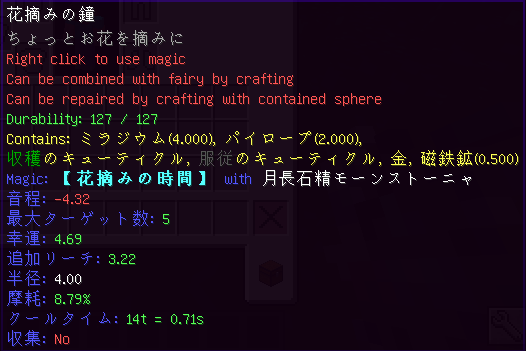 花摘みの鐘
ちょっとお花を摘みに
Right click to use magic
Can be combined with fairy by crafting
Can be repaired by crafting with contained sphere
Durability: 127 / 127
Contains: ミラジウム(4.000), パイロープ(2.000),
収穫のキューティクル, 服従のキューティクル, 金, 磁鉄鉱(0.500)
Magic: 【花摘みの時間】 with 月長石精モーンストーニャ
音程: -4.32
最大ターゲット数: 5
幸運: 4.69
追加リーチ: 3.22
半径: 4.00
摩耗: 8.79%
クールタイム: 14t = 0.71s
収集: No